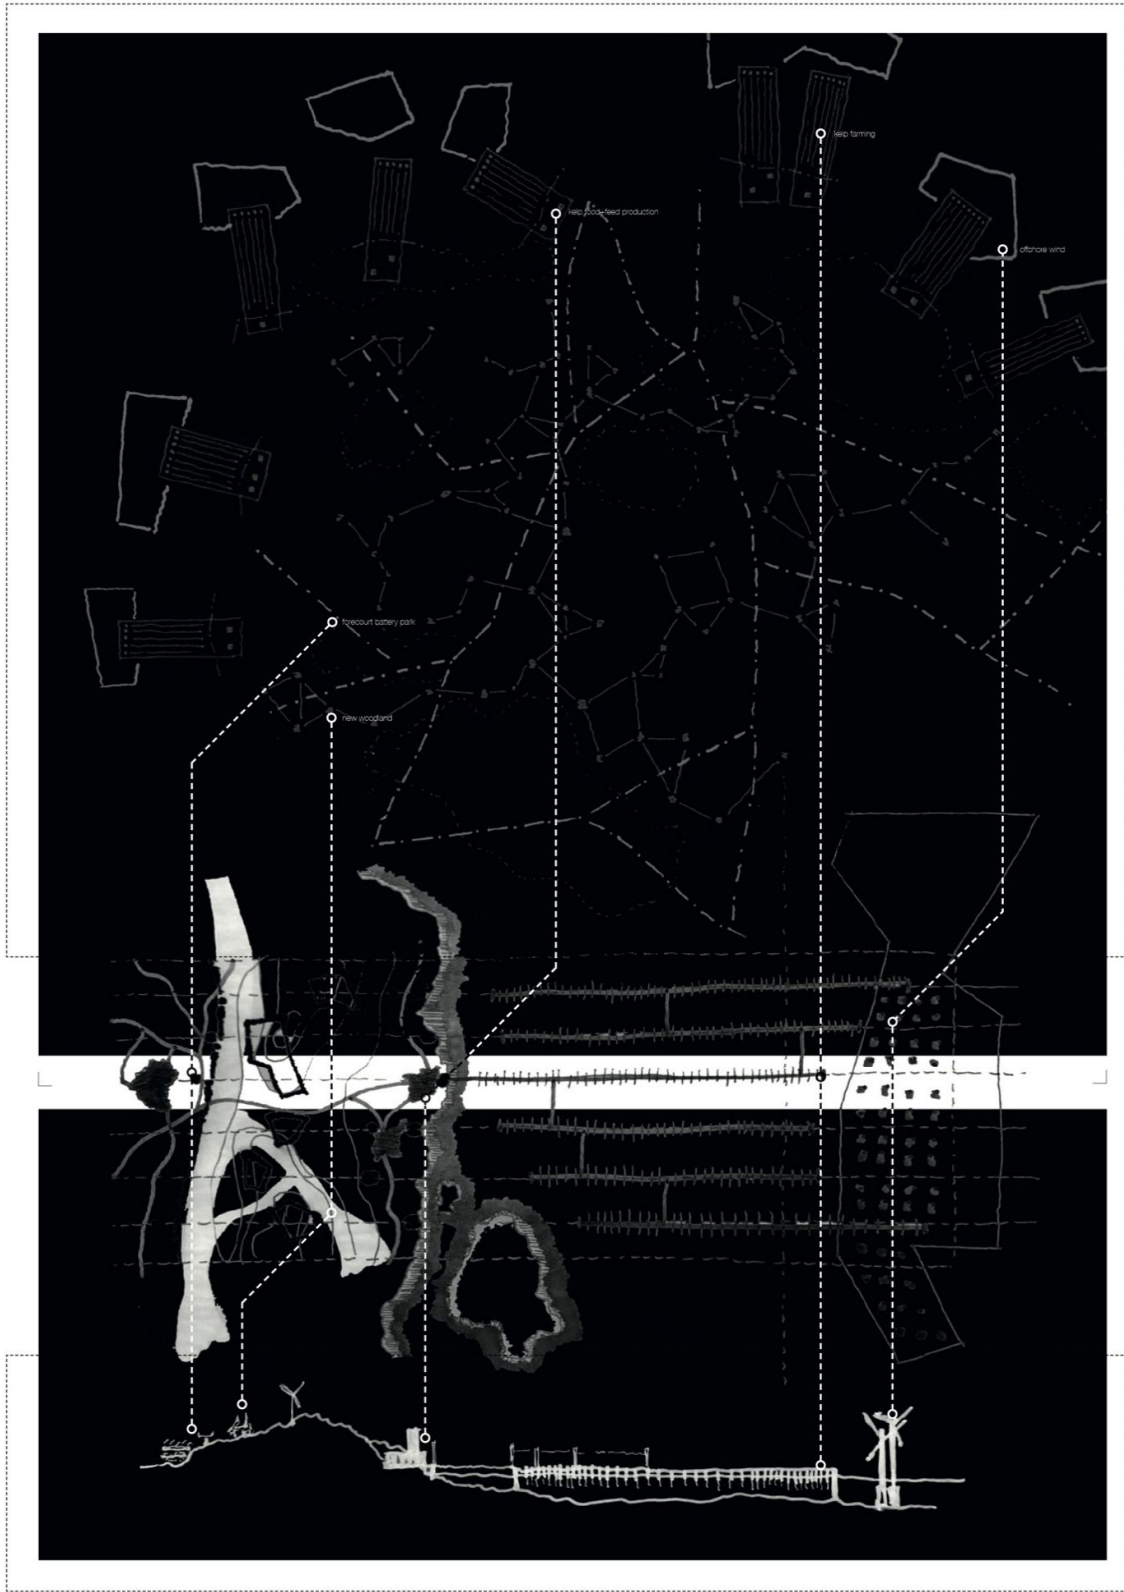 kelp farming
kelp food+feed production
offshore wind
forecourt battery park
new woodland